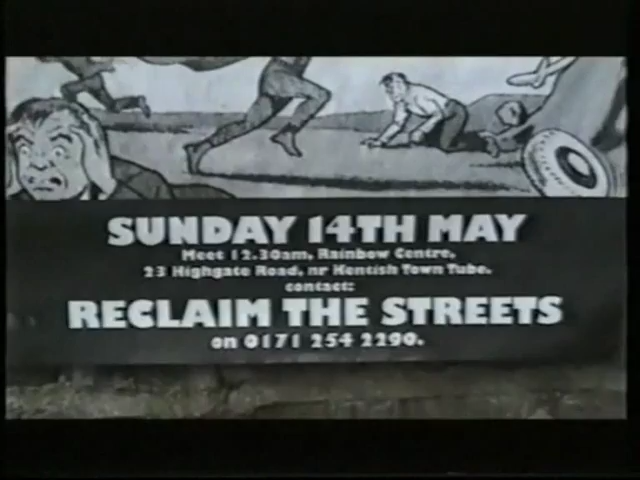 SUNDAY 14TH MAY
Meet 12.30am, Rainbow Centre,
23 Highgate Road, nr Kentish Town Tube.
contact:
RECLAIM THE STREETS
on 0171 254 2290.